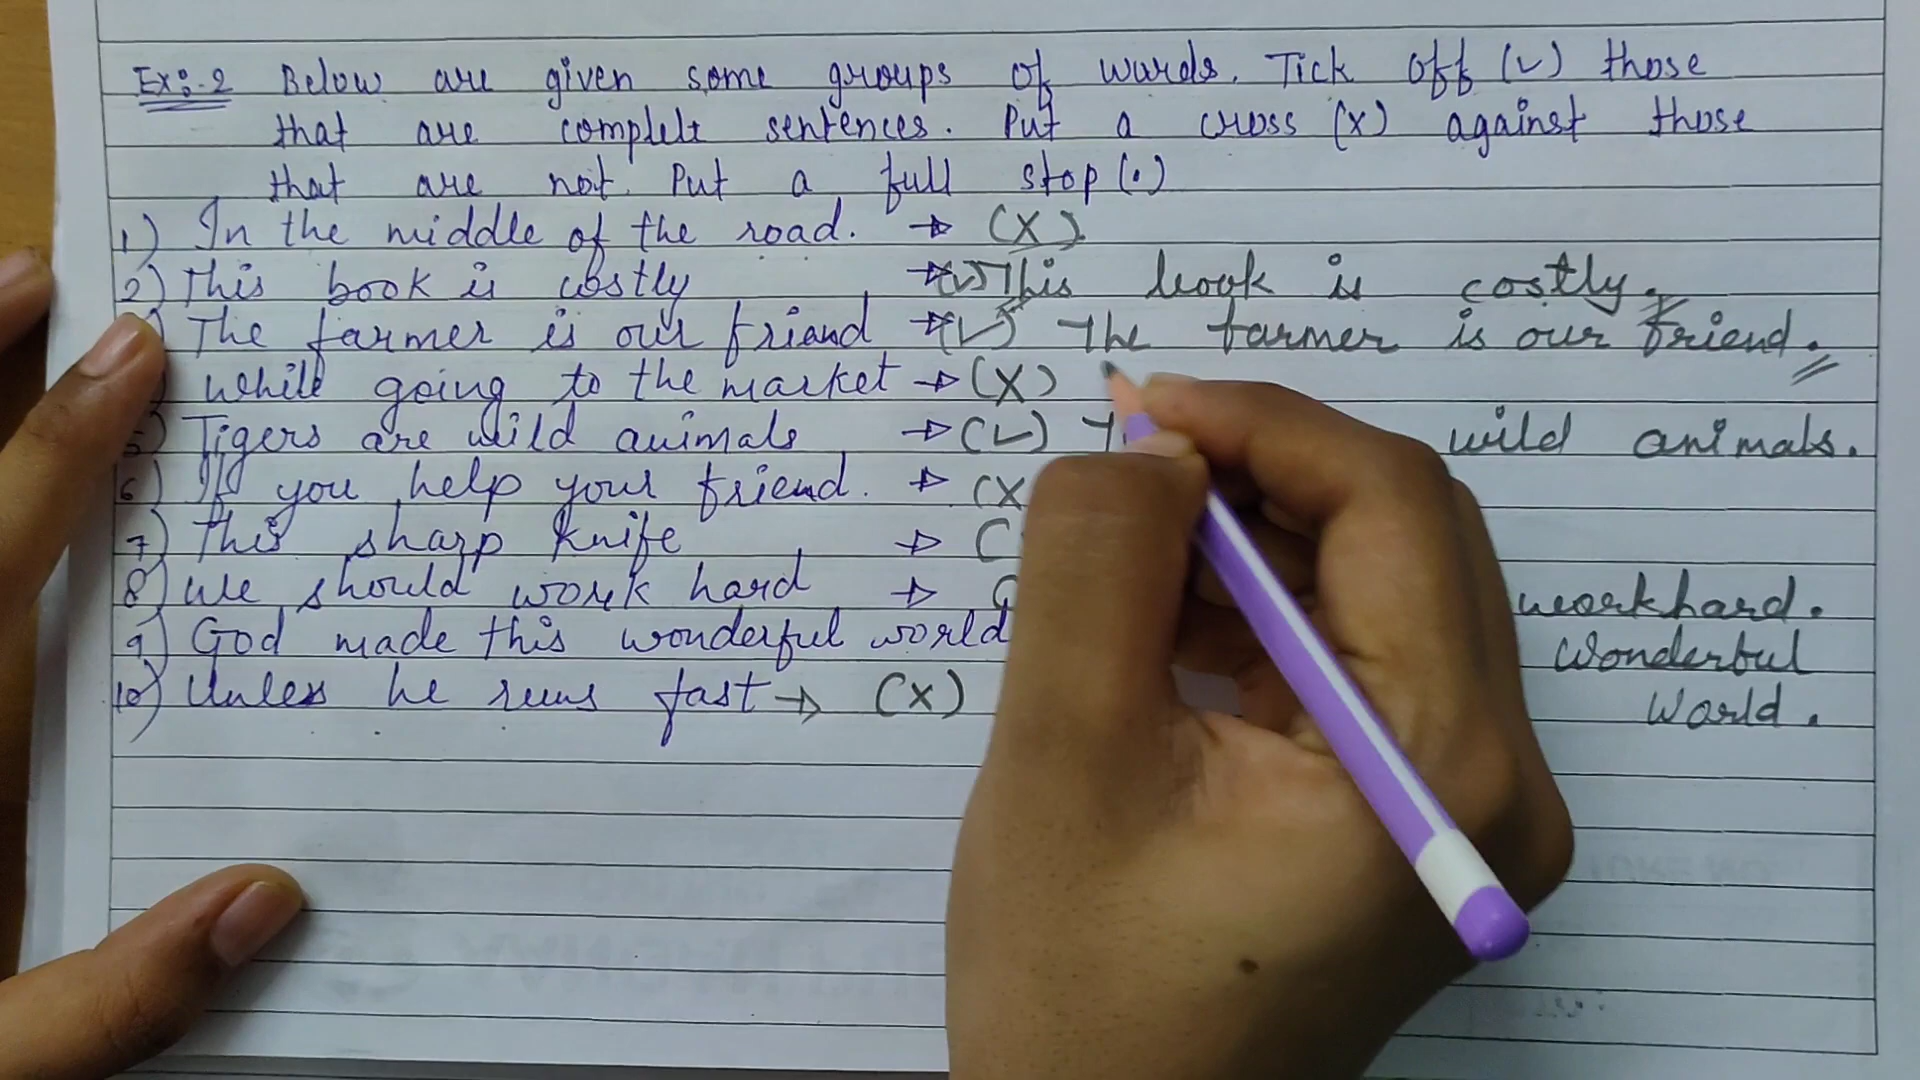 Ex:-2 Below are given some groups of words. Tick off (✓) those
that are complete sentences. Put a cross (X) against those
that are not. Put a full stop (.)
1) In the middle of the road. → (X).
2) This book is costly → (✓) This book is costly.
The farmer is our friend → (✓) The farmer is our friend.
while going to the market → (X)
5) Tigers are wild animals → (✓) wild animals.
6) If you help your friend. → (X
7) This sharp knife → (
8) We should work hard → ( work hard.
9) God made this wonderful world wonderful
10) Unless he runs fast → (X) world.